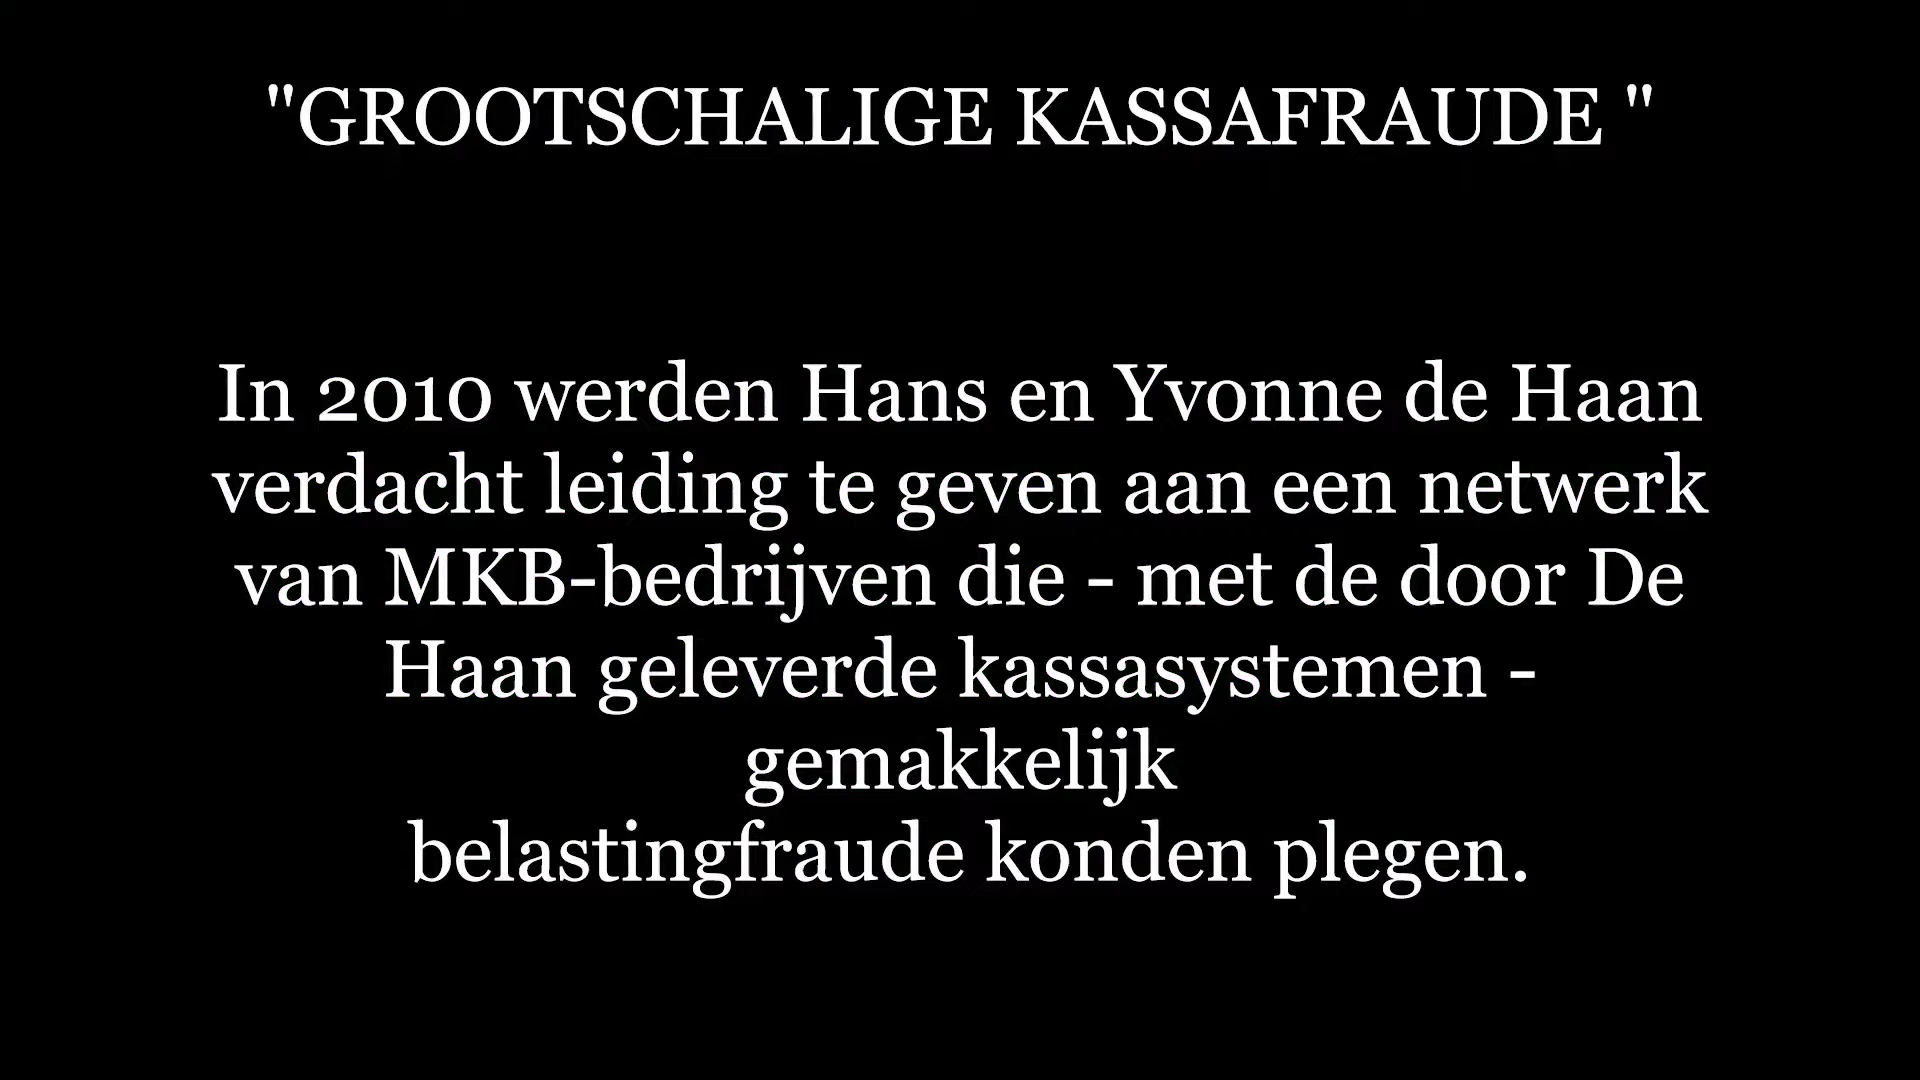 "GROOTSCHALIGE KASSAFRAUDE "
In 2010 werden Hans en Yvonne de Haan
verdacht leiding te geven aan een netwerk
van MKB-bedrijven die - met de door De
Haan geleverde kassasystemen -
gemakkelijk
belastingfraude konden plegen.